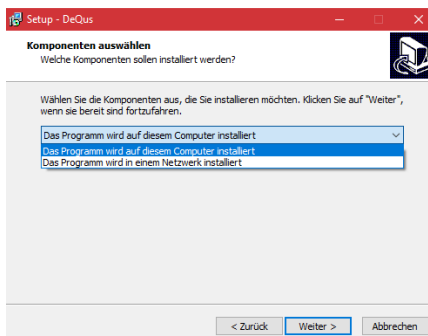 Setup - DeQus
Komponenten auswählen
Welche Komponenten sollen installiert werden?
Wählen Sie die Komponenten aus, die Sie installieren möchten. Klicken Sie auf "Weiter",
wenn sie bereit sind fortzufahren.
Das Programm wird auf diesem Computer installiert
Das Programm wird auf diesem Computer installiert
Das Programm wird in einem Netzwerk installiert
< Zurück
Weiter >
Abbrechen